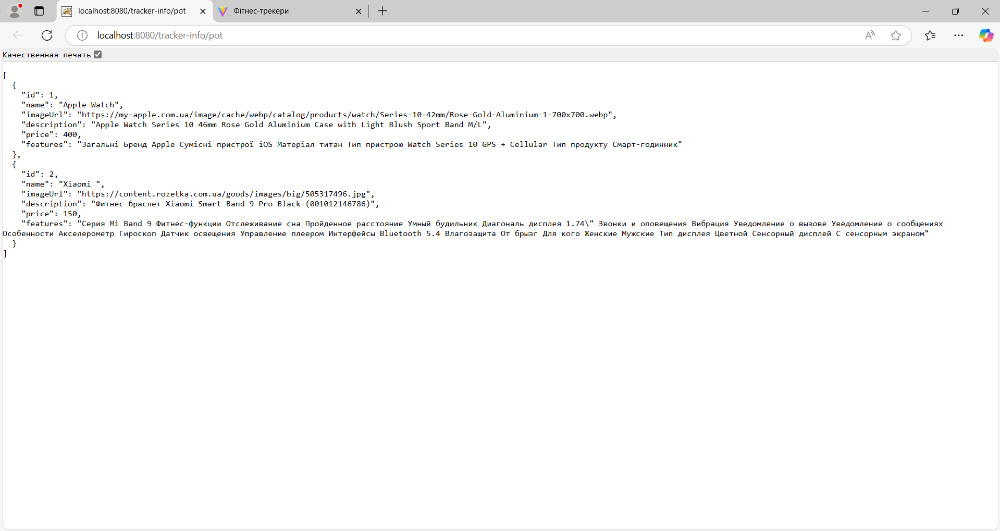 localhost:8080/tracker-info/pot
Фітнес-трекери
localhost:8080/tracker-info/pot
Качественная печать
[
  {
    "id": 1,
    "name": "Apple-Watch",
    "imageUrl": "https://my-apple.com.ua/image/cache/webp/catalog/products/watch/Series-10-42mm/Rose-Gold-Aluminium-1-700x700.webp",
    "description": "Apple Watch Series 10 46mm Rose Gold Aluminium Case with Light Blush Sport Band M/L",
    "price": 400,
    "features": "Загальні Бренд Apple Сумісні пристрої iOS Матеріал титан Тип пристрою Watch Series 10 GPS + Cellular Тип продукту Смарт-годинник"
  },
  {
    "id": 2,
    "name": "Xiaomi ",
    "imageUrl": "https://content.rozetka.com.ua/goods/images/big/505317496.jpg",
    "description": "Фитнес-браслет Xiaomi Smart Band 9 Pro Black (001012146786)",
    "price": 150,
    "features": "Серия Mi Band 9 Фитнес-функции Отслеживание сна Пройденное расстояние Умный будильник Диагональ дисплея 1.74\" Звонки и оповещения Вибрация Уведомление о вызове Уведомление о сообщениях
Особенности Акселерометр Гироскоп Датчик освещения Управление плеером Интерфейсы Bluetooth 5.4 Влагозащита От брызг Для кого Женские Мужские Тип дисплея Цветной Сенсорный дисплей С сенсорным экраном"
  }
]